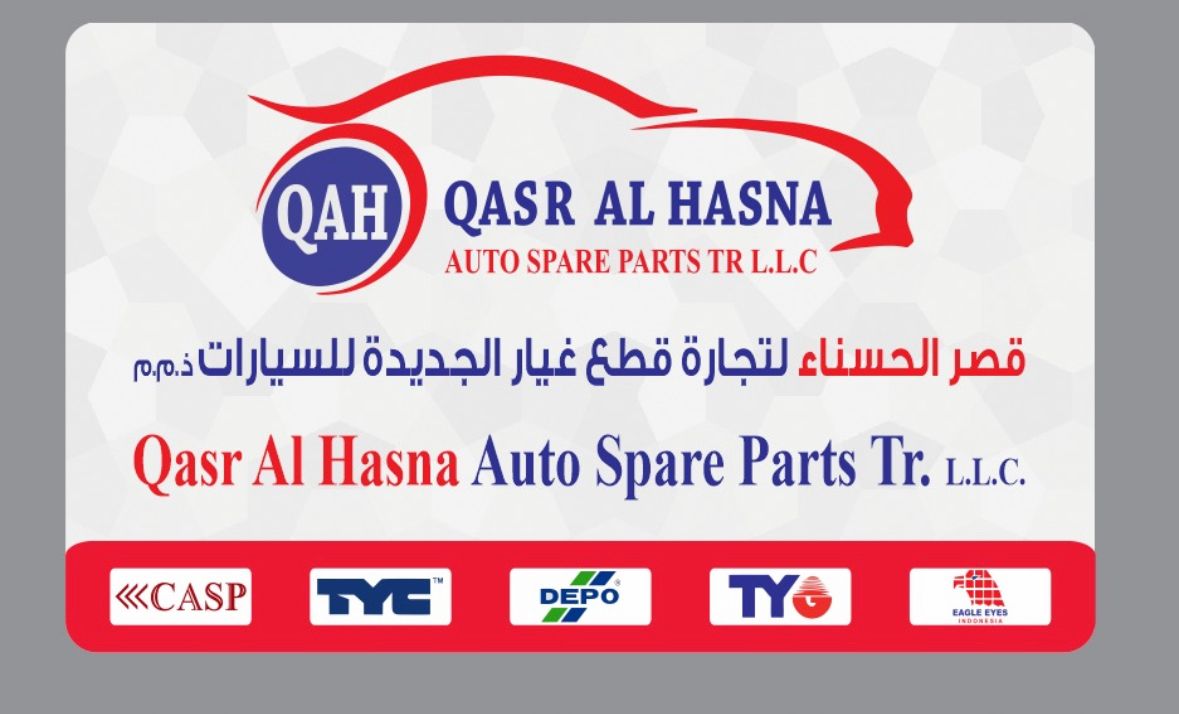 QAH
QASR AL HASNA
AUTO SPARE PARTS TR L.L.C
قصر الحسناء لتجارة قطع غيار الجديدة للسيارات ذ.م.م
Qasr Al Hasna Auto Spare Parts Tr. L.L.C.
CASP
TYC™
DEPO®
TYG
EAGLE EYES
INDONESIA